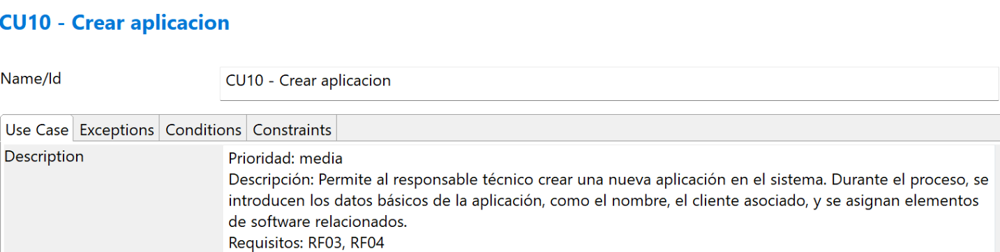 CU10 - Crear aplicacion
Name/Id
CU10 - Crear aplicacion
Use Case Exceptions Conditions Constraints
Description
Prioridad: media
Descripción: Permite al responsable técnico crear una nueva aplicación en el sistema. Durante el proceso, se
introducen los datos básicos de la aplicación, como el nombre, el cliente asociado, y se asignan elementos
de software relacionados.
Requisitos: RF03, RF04